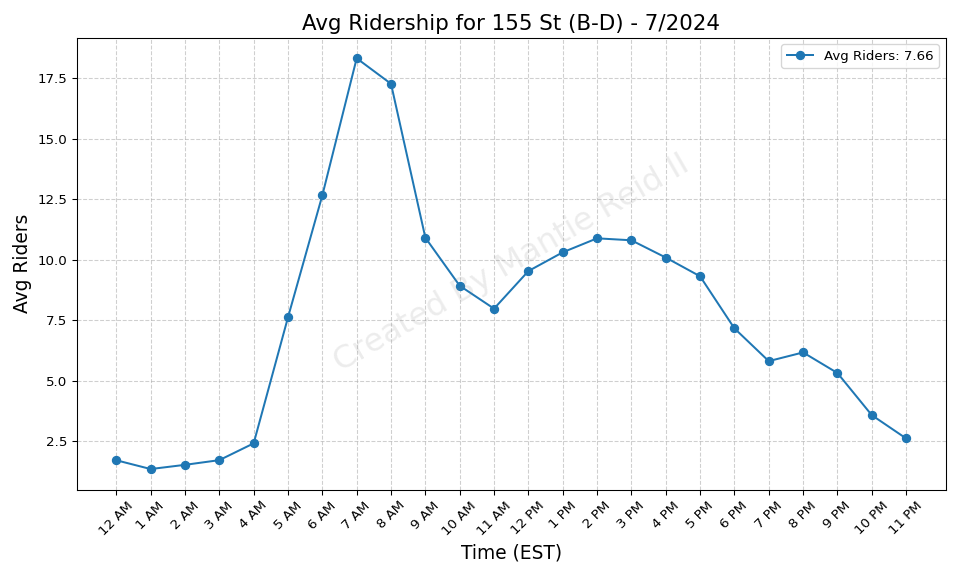 Avg Ridership for 155 St (B-D) - 7/2024
Avg Riders: 7.66
17.5
15.0
12.5
10.0
7.5
5.0
2.5
Avg Riders
Created By Mantie Reid II
12 AM
1 AM
2 AM
3 AM
4 AM
5 AM
6 AM
7 AM
8 AM
9 AM
10 AM
11 AM
12 PM
1 PM
2 PM
3 PM
4 PM
5 PM
6 PM
7 PM
8 PM
9 PM
10 PM
11 PM
Time (EST)